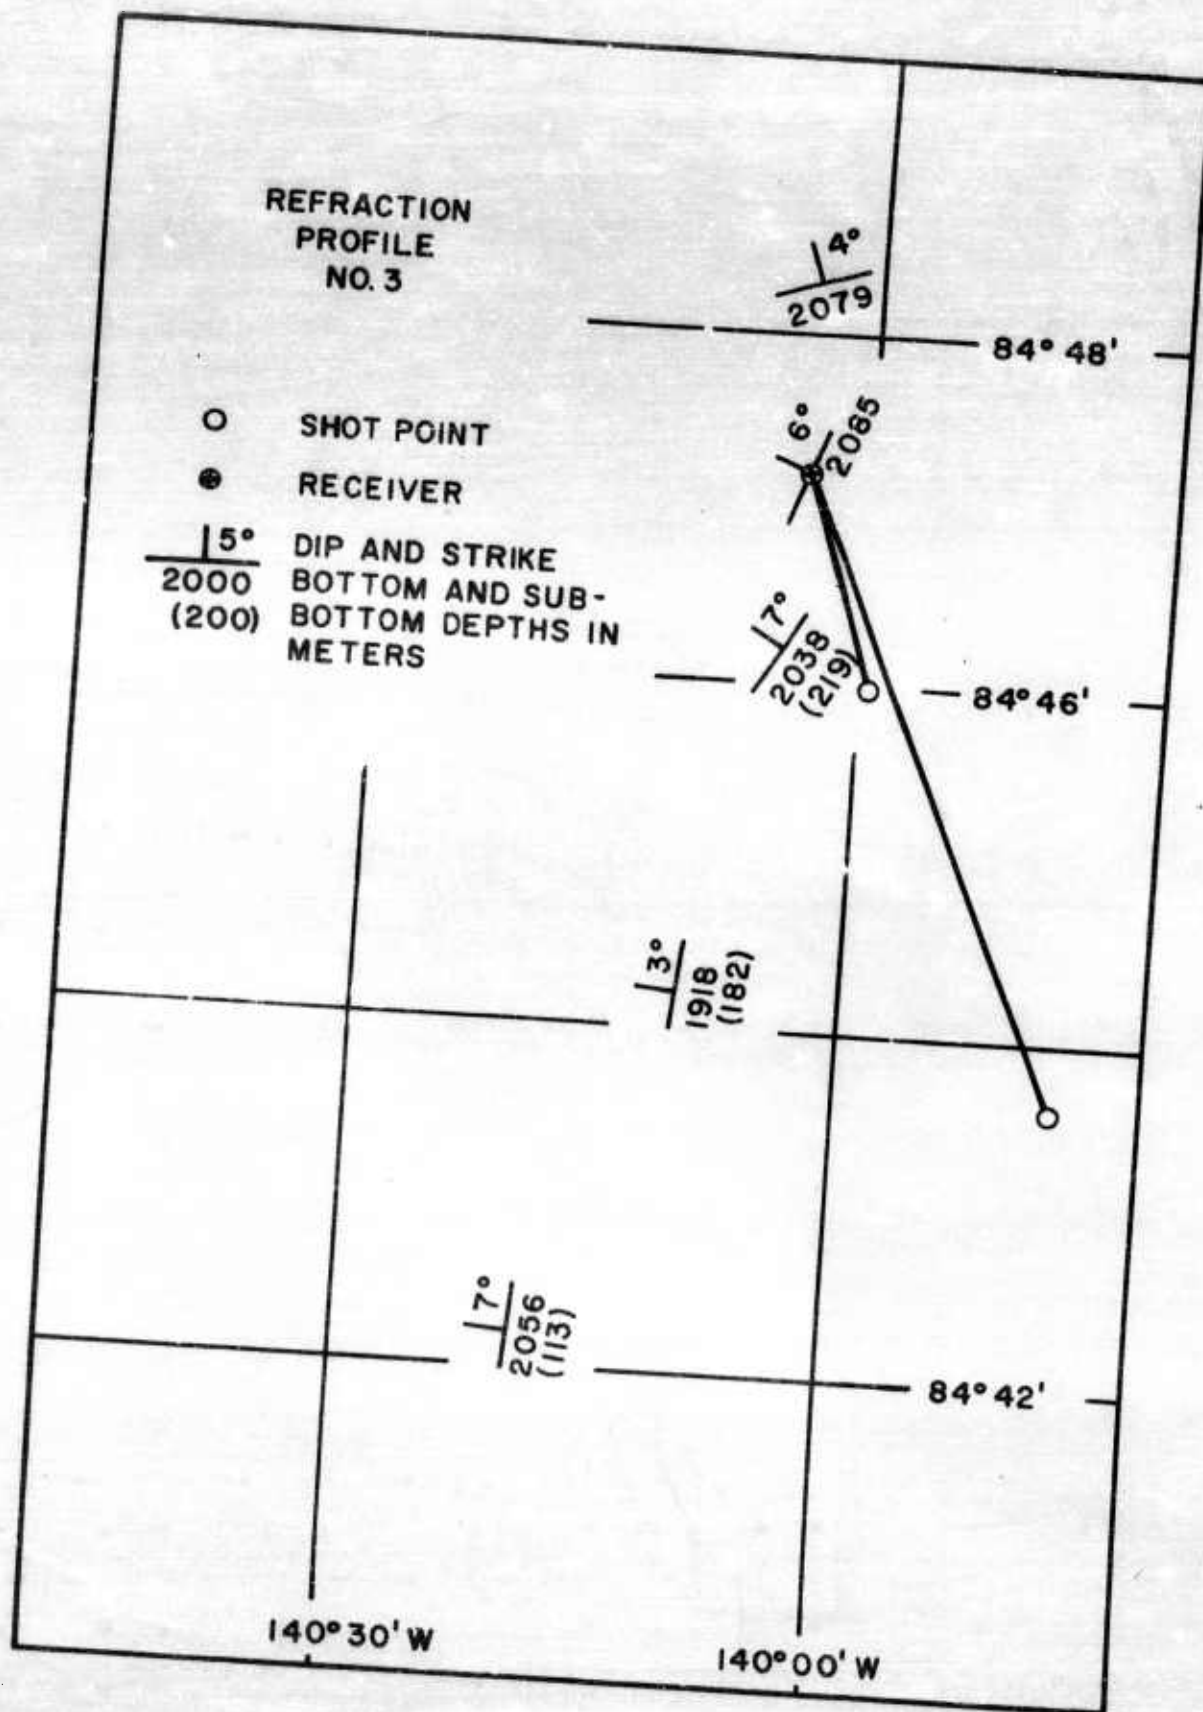 REFRACTION
PROFILE
NO. 3
4°
2079
84° 48'
6°
2085
SHOT POINT
RECEIVER
5° DIP AND STRIKE
2000 BOTTOM AND SUB-
(200) BOTTOM DEPTHS IN
METERS
7°
2038
(219)
84° 46'
3°
1918
(182)
7°
2056
(113)
84° 42'
140° 30' W
140° 00' W